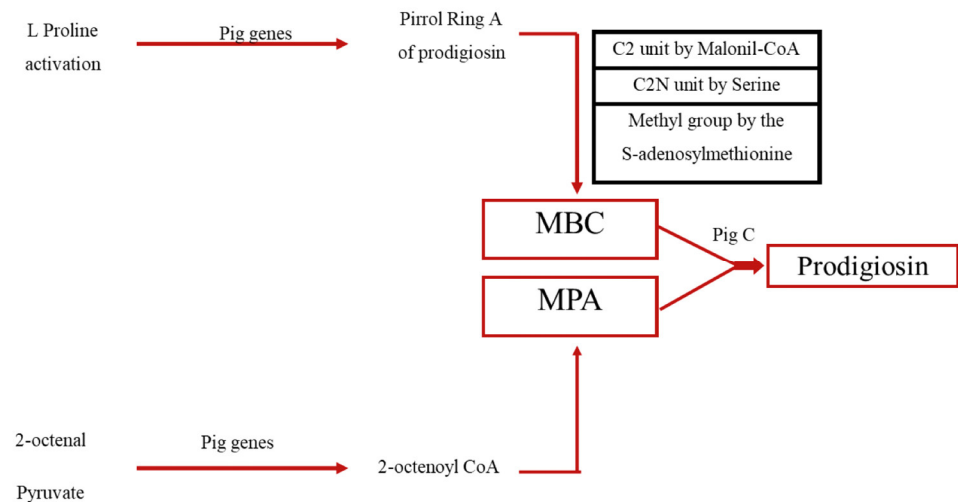 L Proline
activation
Pig genes
Pirrol Ring A
of prodigiosin
C2 unit by Malonil-CoA
C2N unit by Serine
Methyl group by the
S-adenosylmethionine
MBC
Pig C
Prodigiosin
MPA
2-octenal
Pyruvate
Pig genes
2-octenoyl CoA